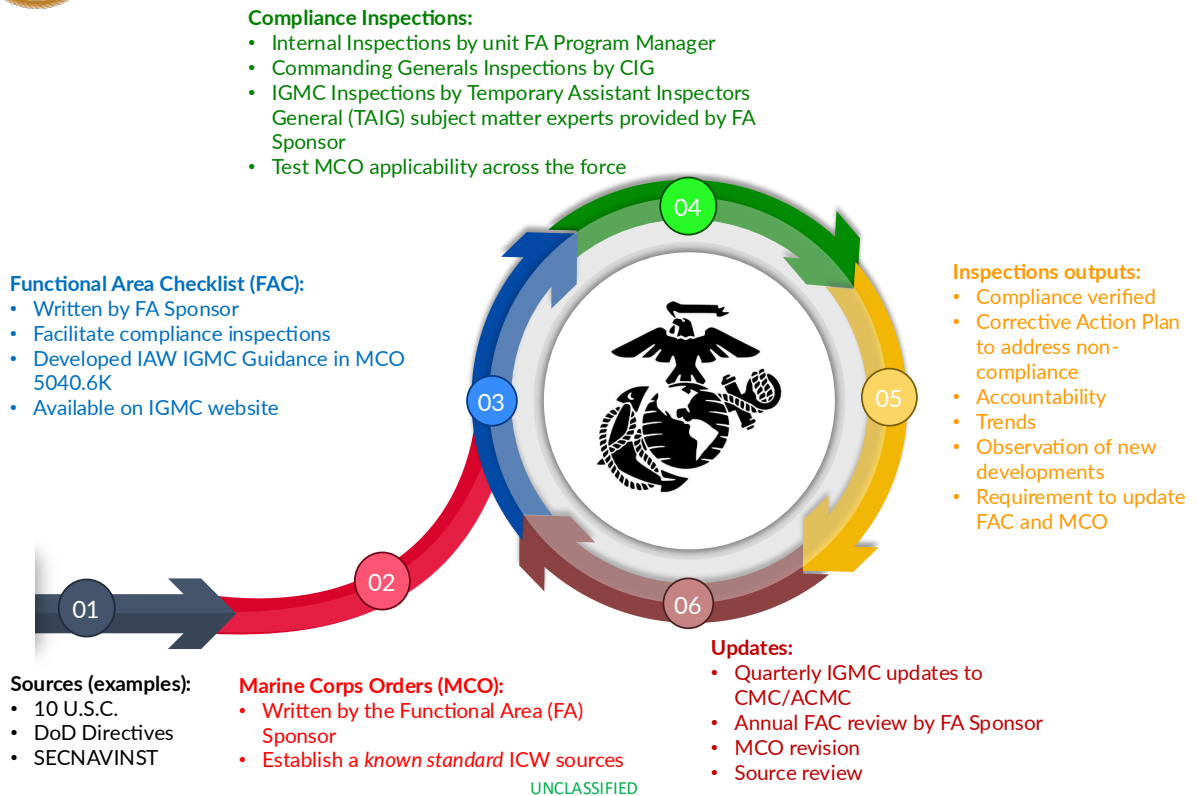 Compliance Inspections:
• Internal Inspections by unit FA Program Manager
• Commanding Generals Inspections by CIG
• IGMC Inspections by Temporary Assistant Inspectors
General (TAIG) subject matter experts provided by FA
Sponsor
• Test MCO applicability across the force
04
Functional Area Checklist (FAC):
• Written by FA Sponsor
• Facilitate compliance inspections
• Developed IAW IGMC Guidance in MCO
5040.6K
• Available on IGMC website
03
Inspections outputs:
• Compliance verified
• Corrective Action Plan
to address non-
compliance
• Accountability
• Trends
• Observation of new
developments
• Requirement to update
FAC and MCO
05
02
01
06
Sources (examples):
• 10 U.S.C.
• DoD Directives
• SECNAVINST
Marine Corps Orders (MCO):
• Written by the Functional Area (FA)
Sponsor
• Establish a known standard ICW sources
Updates:
• Quarterly IGMC updates to
CMC/ACMC
• Annual FAC review by FA Sponsor
• MCO revision
• Source review
UNCLASSIFIED